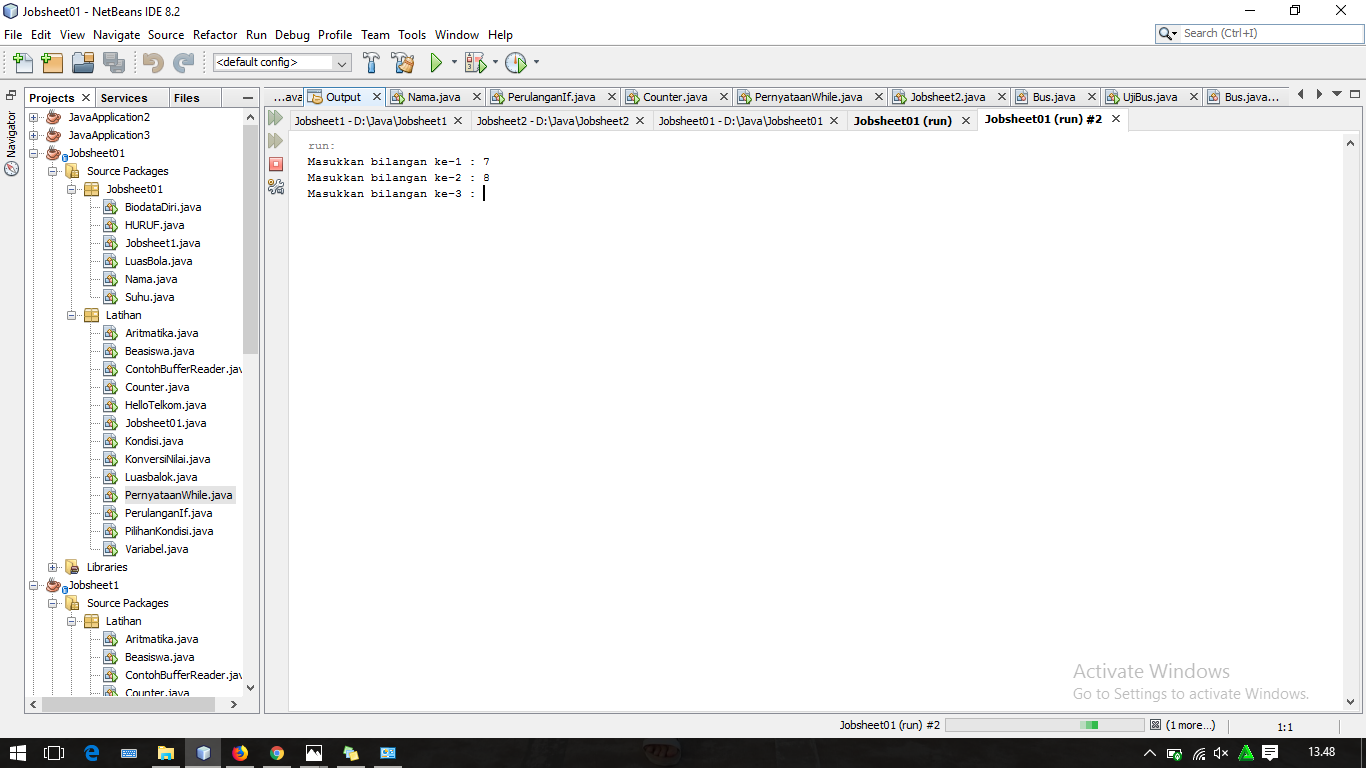 Jobsheet01 - NetBeans IDE 8.2
File Edit View Navigate Source Refactor Run Debug Profile Team Tools Window Help
Search (Ctrl+I)
<default config>
Projects Services Files
...ava Output Nama.java PerulanganIf.java Counter.java PernyataanWhile.java Jobsheet2.java Bus.java UjiBus.java Bus.java...
Jobsheet1 - D:\Java\Jobsheet1 Jobsheet2 - D:\Java\Jobsheet2 Jobsheet01 - D:\Java\Jobsheet01 Jobsheet01 (run) Jobsheet01 (run) #2
Navigator
JavaApplication2
JavaApplication3
Jobsheet01
Source Packages
Jobsheet01
BiodataDiri.java
HURUF.java
Jobsheet1.java
LuasBola.java
Nama.java
Suhu.java
Latihan
Aritmatika.java
Beasiswa.java
ContohBufferReader.jav
Counter.java
HelloTelkom.java
Jobsheet01.java
Kondisi.java
KonversiNilai.java
Luasbalok.java
PernyataanWhile.java
PerulanganIf.java
PilihanKondisi.java
Variabel.java
Libraries
Jobsheet1
Source Packages
Latihan
Aritmatika.java
Beasiswa.java
ContohBufferReader.jav
Counter.java
run:
Masukkan bilangan ke-1 : 7
Masukkan bilangan ke-2 : 8
Masukkan bilangan ke-3 :
Activate Windows
Go to Settings to activate Windows.
Jobsheet01 (run) #2 (1 more...) 1:1
13.48